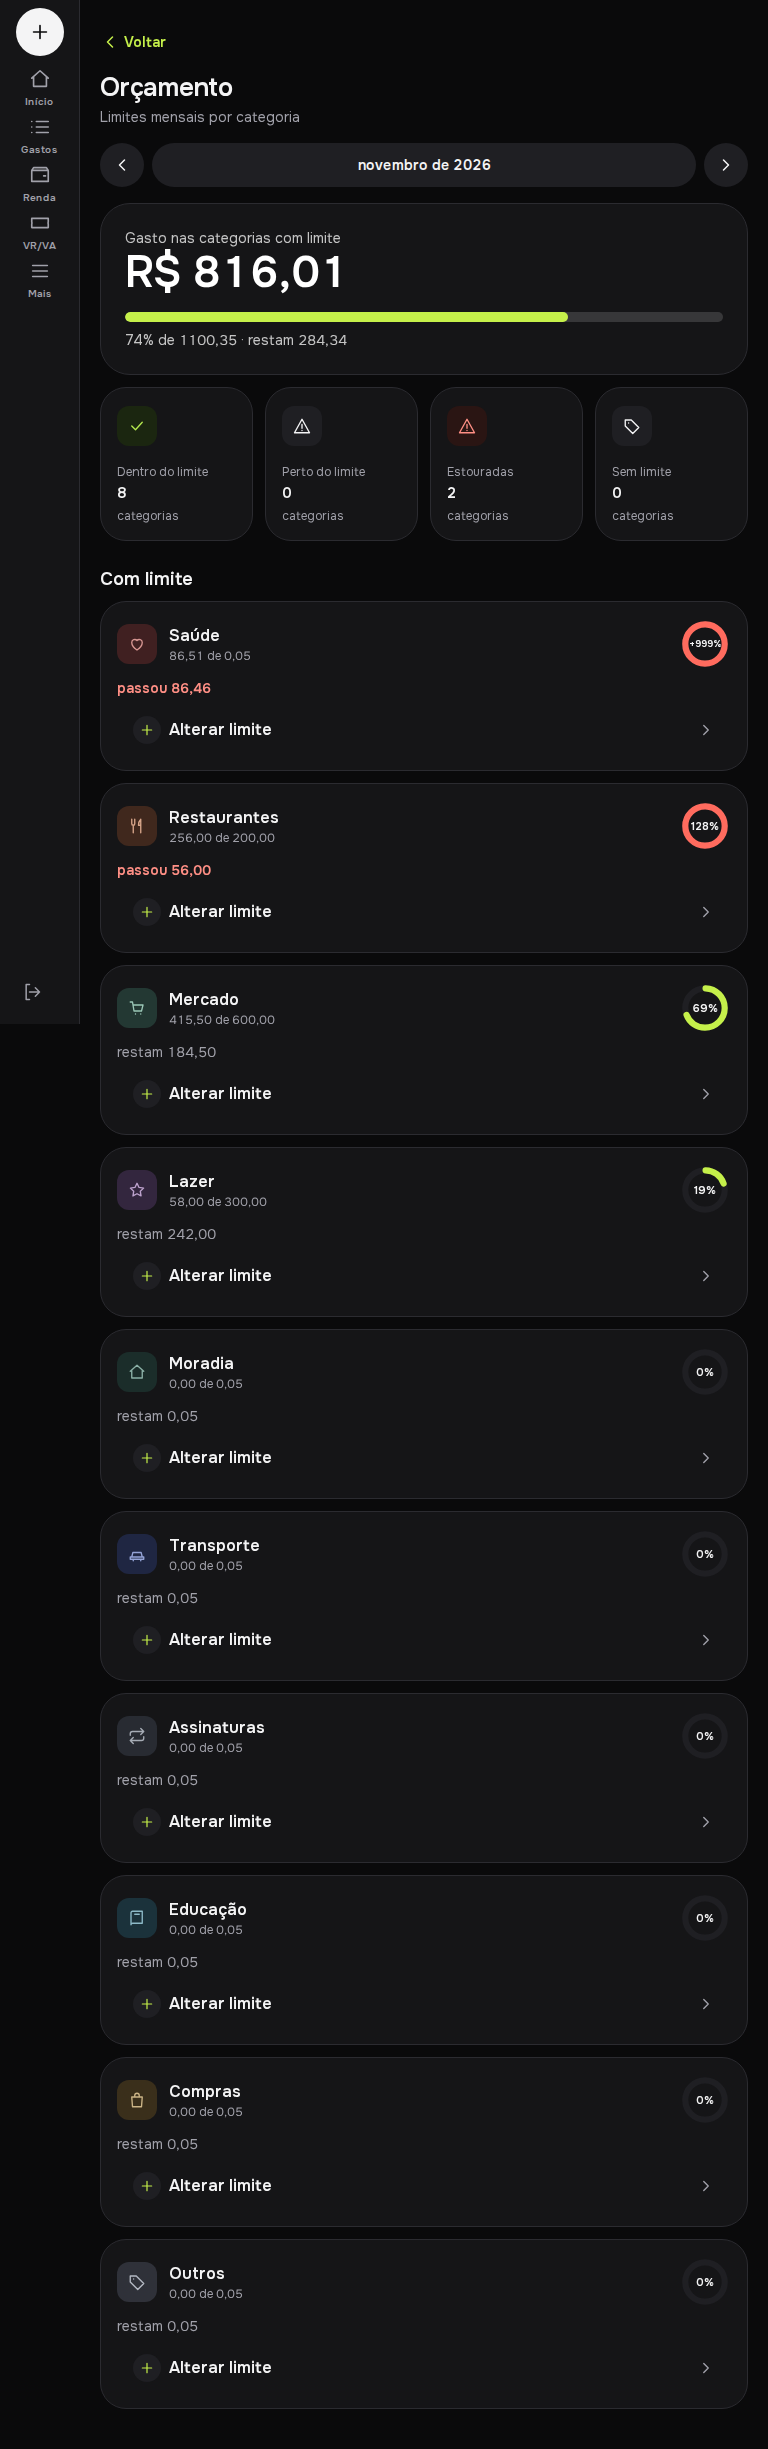 Início
Gastos
Renda
VR/VA
Mais
Voltar
Orçamento
Limites mensais por categoria
novembro de 2026
Gasto nas categorias com limite
R$ 816,01
74% de 1100,35 · restam 284,34
Dentro do limite
8
categorias
Perto do limite
0
categorias
Estouradas
2
categorias
Sem limite
0
categorias
Com limite
Saúde
86,51 de 0,05
+999%
passou 86,46
Alterar limite
Restaurantes
256,00 de 200,00
128%
passou 56,00
Alterar limite
Mercado
415,50 de 600,00
69%
restam 184,50
Alterar limite
Lazer
58,00 de 300,00
19%
restam 242,00
Alterar limite
Moradia
0,00 de 0,05
0%
restam 0,05
Alterar limite
Transporte
0,00 de 0,05
0%
restam 0,05
Alterar limite
Assinaturas
0,00 de 0,05
0%
restam 0,05
Alterar limite
Educação
0,00 de 0,05
0%
restam 0,05
Alterar limite
Compras
0,00 de 0,05
0%
restam 0,05
Alterar limite
Outros
0,00 de 0,05
0%
restam 0,05
Alterar limite